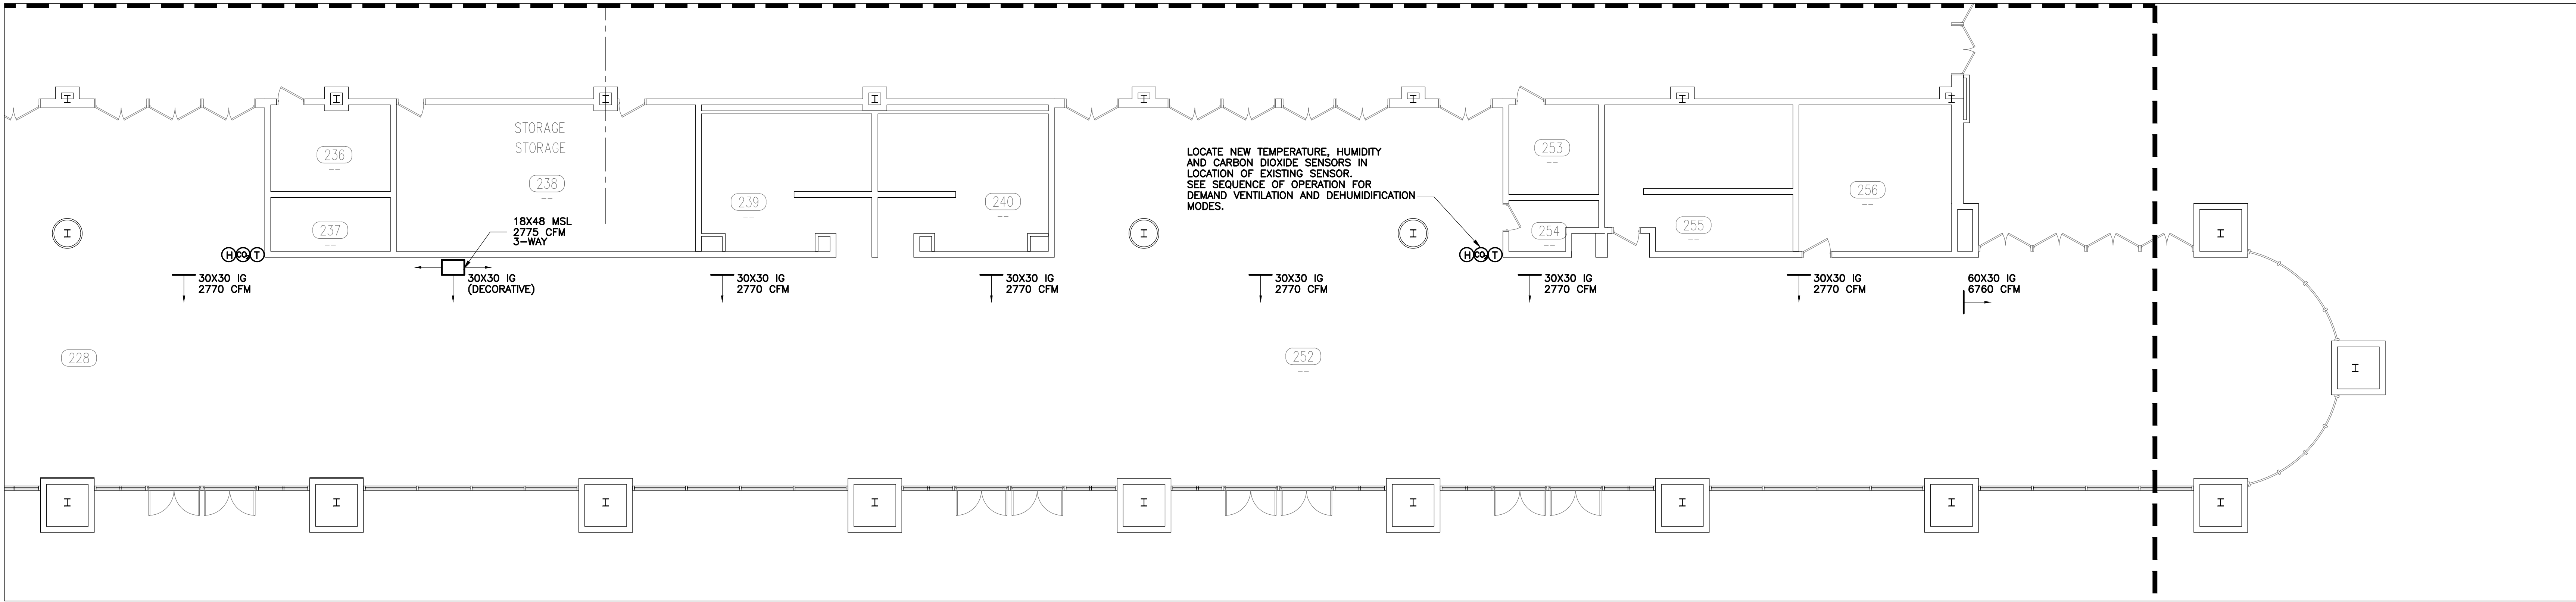 STORAGE
STORAGE
236
238
237
239
240
18X48 MSL
2775 CFM
3-WAY
LOCATE NEW TEMPERATURE, HUMIDITY
AND CARBON DIOXIDE SENSORS IN
LOCATION OF EXISTING SENSOR.
SEE SEQUENCE OF OPERATION FOR
DEMAND VENTILATION AND DEHUMIDIFICATION
MODES.
253
254
255
256
H CO2 T
H CO2 T
30X30 IG
2770 CFM
30X30 IG
(DECORATIVE)
30X30 IG
2770 CFM
30X30 IG
2770 CFM
30X30 IG
2770 CFM
30X30 IG
2770 CFM
30X30 IG
2770 CFM
60X30 IG
6760 CFM
228
252